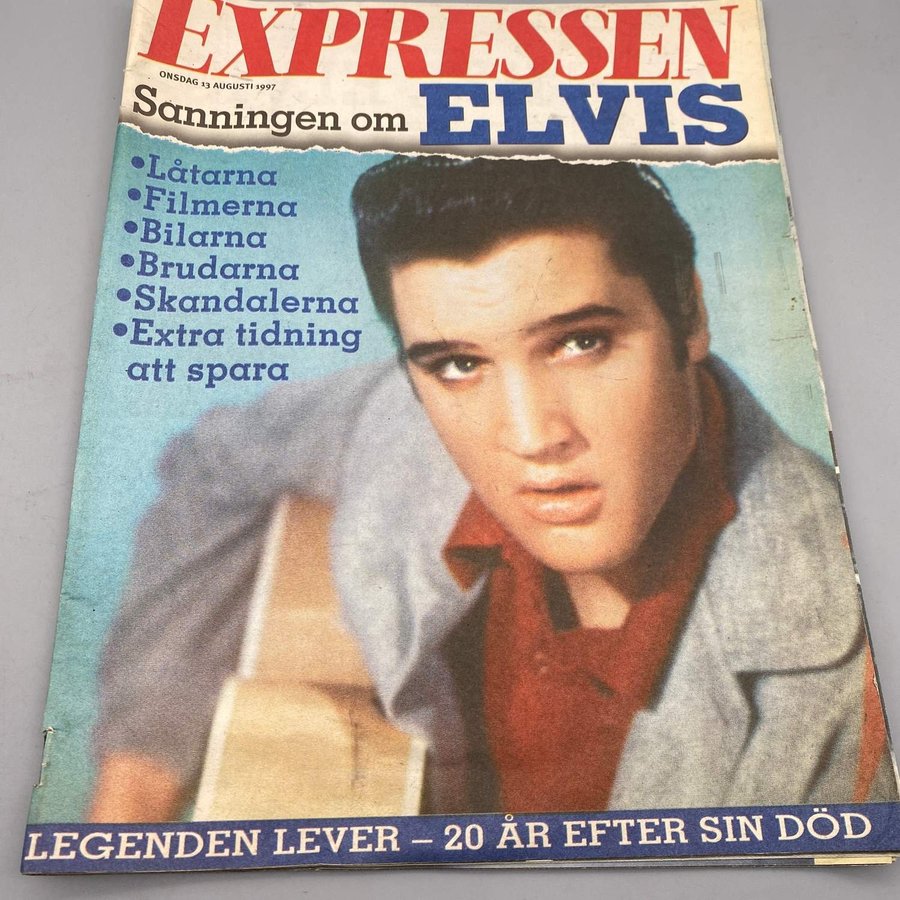 EXPRESSEN
ONSDAG 13 AUGUSTI 1997
Sanningen om ELVIS
•Låtarna
•Filmerna
•Bilarna
•Brudarna
•Skandalerna
•Extra tidning
att spara
LEGENDEN LEVER – 20 ÅR EFTER SIN DÖD